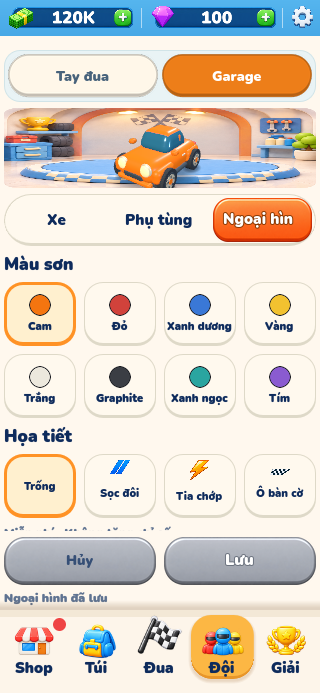 120K 100
Tay đua Garage
Xe Phụ tùng Ngoại hìn
Màu sơn
Cam Đỏ Xanh dương Vàng
Trắng Graphite Xanh ngọc Tím
Họa tiết
Trống Sọc đôi Tia chớp Ô bàn cờ
Hủy Lưu
Ngoại hình đã lưu
Shop Túi Đua Đội Giải